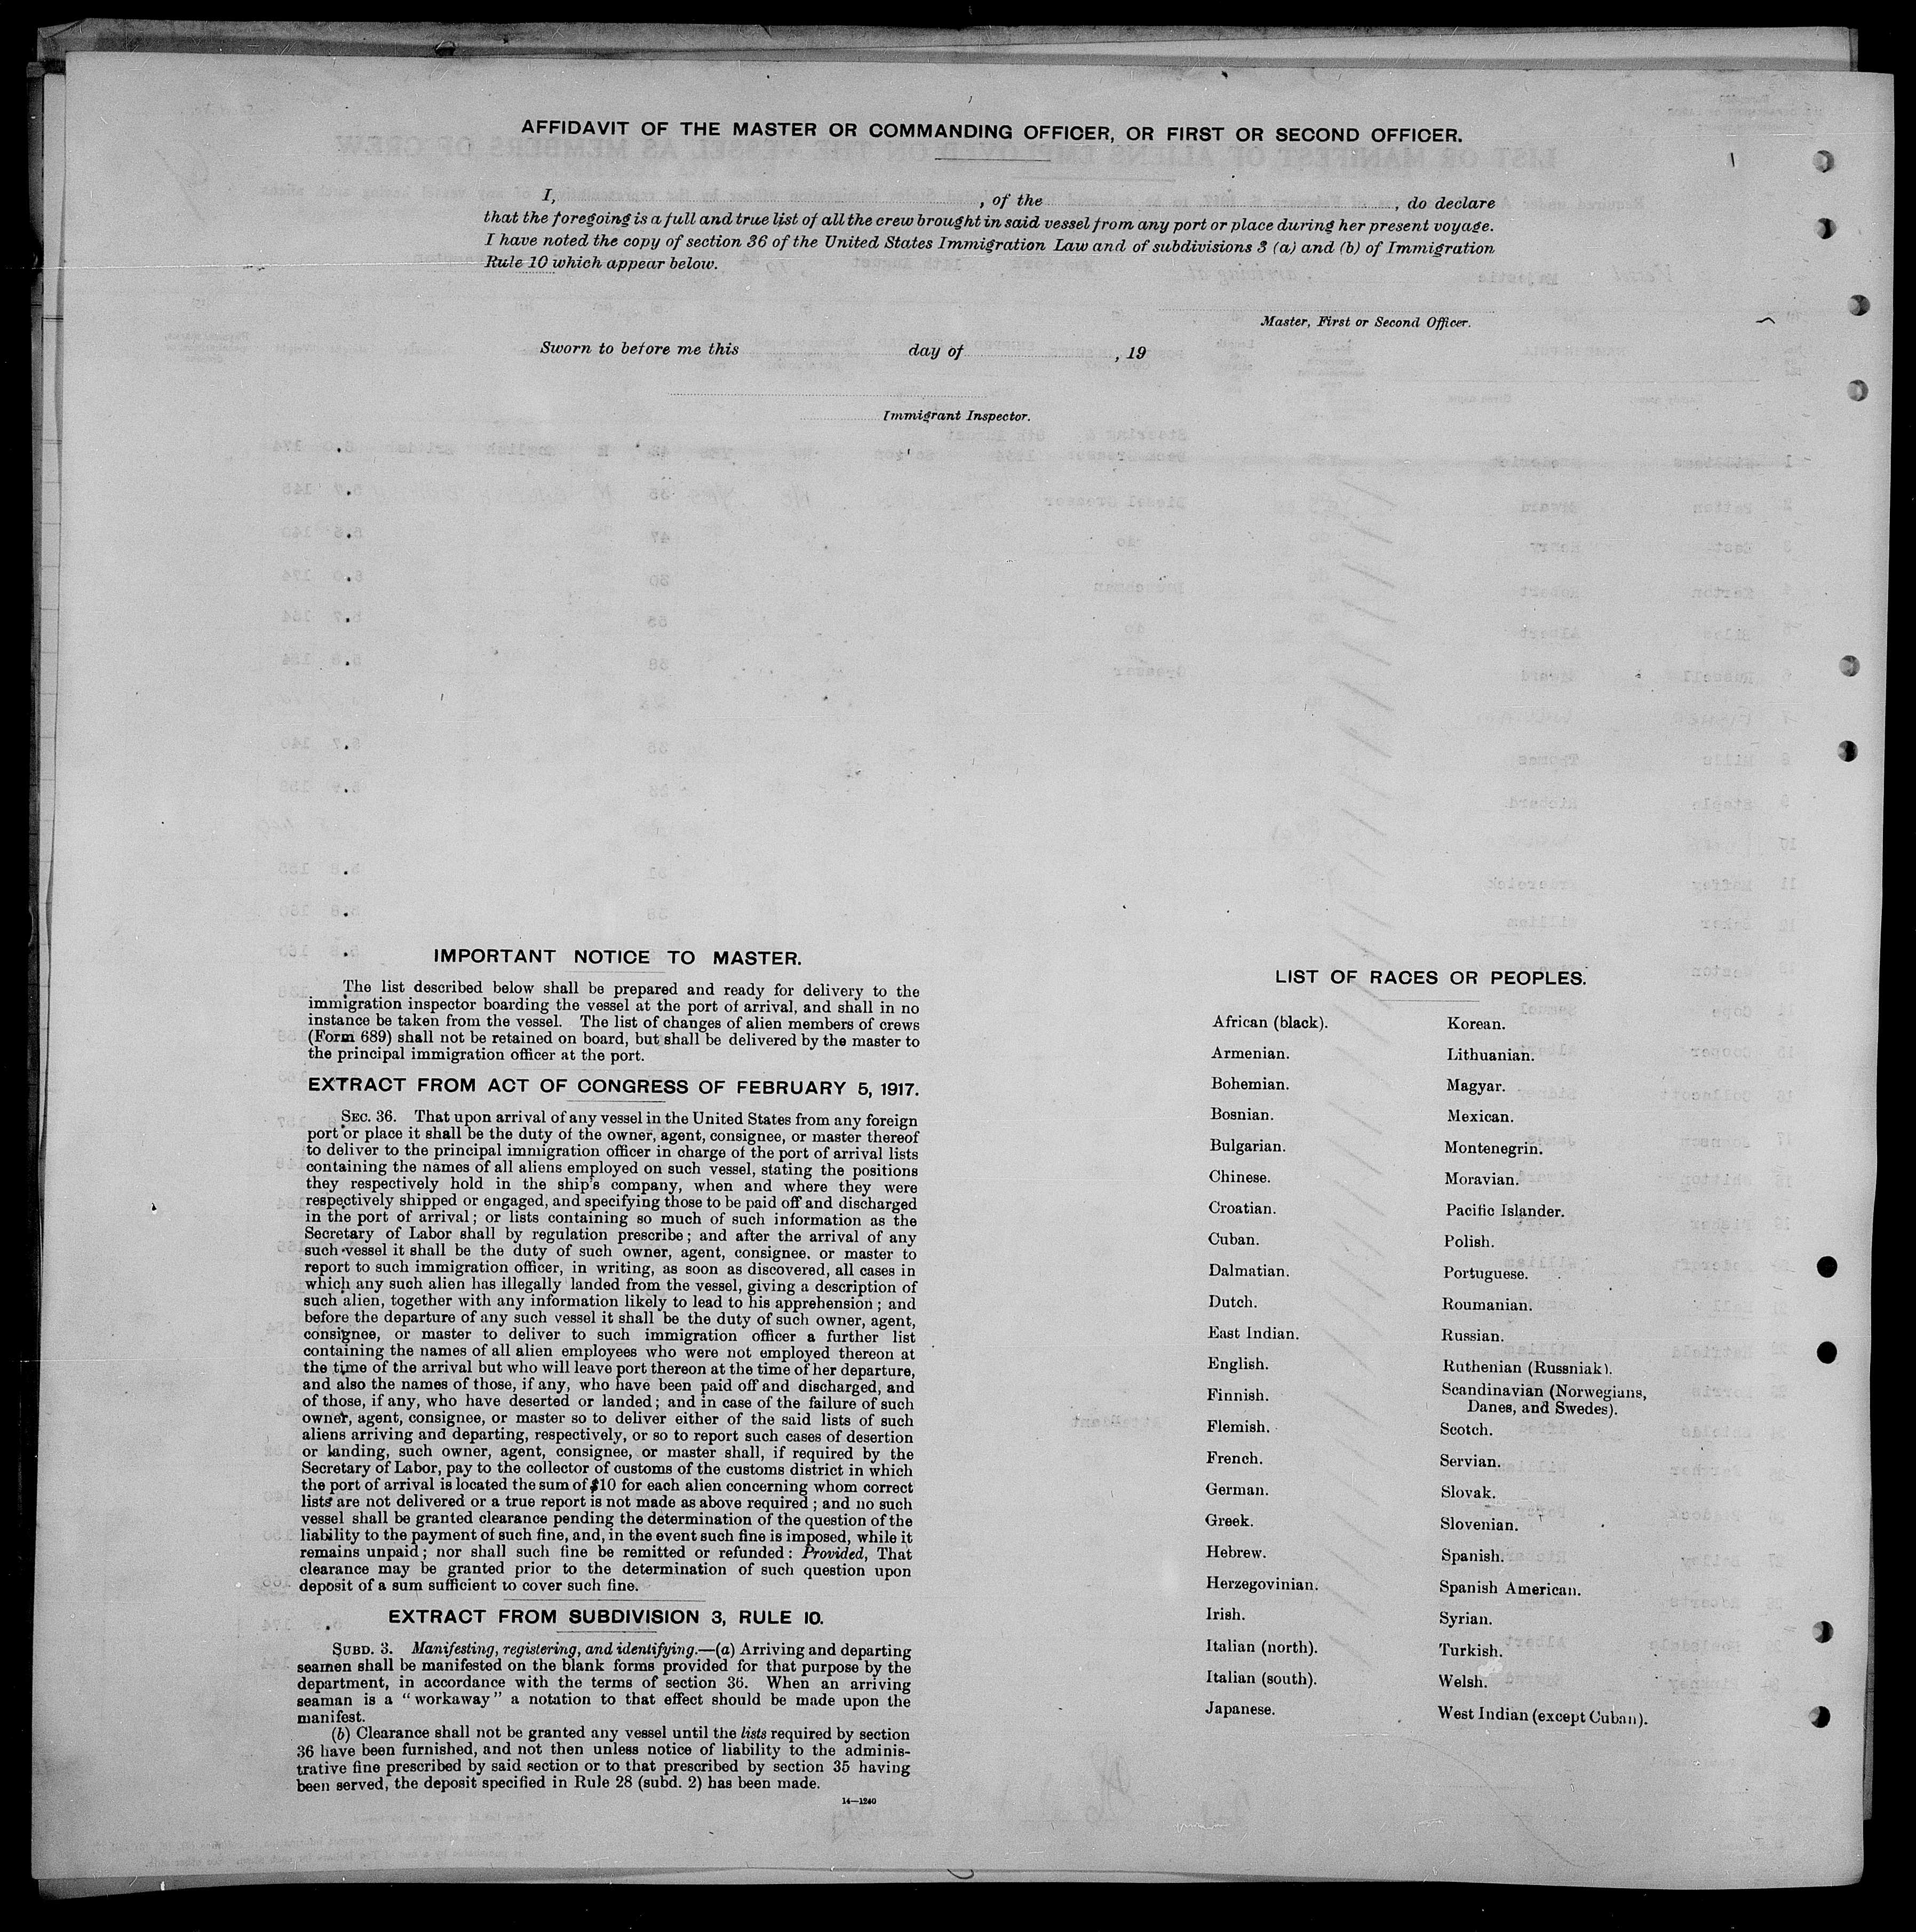 AFFIDAVIT OF THE MASTER OR COMMANDING OFFICER, OR FIRST OR SECOND OFFICER.
I, , of the , do declare
that the foregoing is a full and true list of all the crew brought in said vessel from any port or place during her present voyage.
I have noted the copy of section 36 of the United States Immigration Law and of subdivisions 3 (a) and (b) of Immigration
Rule 10 which appear below.
Master, First or Second Officer.
Sworn to before me this day of , 19
Immigrant Inspector.
IMPORTANT NOTICE TO MASTER.
The list described below shall be prepared and ready for delivery to the
immigration inspector boarding the vessel at the port of arrival, and shall in no
instance be taken from the vessel. The list of changes of alien members of crews
(Form 689) shall not be retained on board, but shall be delivered by the master to
the principal immigration officer at the port.
EXTRACT FROM ACT OF CONGRESS OF FEBRUARY 5, 1917.
SEC. 36. That upon arrival of any vessel in the United States from any foreign
port or place it shall be the duty of the owner, agent, consignee, or master thereof
to deliver to the principal immigration officer in charge of the port of arrival lists
containing the names of all aliens employed on such vessel, stating the positions
they respectively hold in the ship's company, when and where they were
respectively shipped or engaged, and specifying those to be paid off and discharged
in the port of arrival; or lists containing so much of such information as the
Secretary of Labor shall by regulation prescribe; and after the arrival of any
such vessel it shall be the duty of such owner, agent, consignee, or master to
report to such immigration officer, in writing, as soon as discovered, all cases in
which any such alien has illegally landed from the vessel, giving a description of
such alien, together with any information likely to lead to his apprehension; and
before the departure of any such vessel it shall be the duty of such owner, agent,
consignee, or master to deliver to such immigration officer a further list
containing the names of all alien employees who were not employed thereon at
the time of the arrival but who will leave port thereon at the time of her departure,
and also the names of those, if any, who have been paid off and discharged, and
of those, if any, who have deserted or landed; and in case of the failure of such
owner, agent, consignee, or master so to deliver either of the said lists of such
aliens arriving and departing, respectively, or so to report such cases of desertion
or landing, such owner, agent, consignee, or master shall, if required by the
Secretary of Labor, pay to the collector of customs of the customs district in which
the port of arrival is located the sum of $10 for each alien concerning whom correct
lists are not delivered or a true report is not made as above required; and no such
vessel shall be granted clearance pending the determination of the question of the
liability to the payment of such fine, and, in the event such fine is imposed, while it
remains unpaid; nor shall such fine be remitted or refunded: Provided, That
clearance may be granted prior to the determination of such question upon
deposit of a sum sufficient to cover such fine.
EXTRACT FROM SUBDIVISION 3, RULE 10.
SUBD. 3. Manifesting, registering, and identifying.—(a) Arriving and departing
seamen shall be manifested on the blank forms provided for that purpose by the
department, in accordance with the terms of section 36. When an arriving
seaman is a "workaway" a notation to that effect should be made upon the
manifest.
(b) Clearance shall not be granted any vessel until the lists required by section
36 have been furnished, and not then unless notice of liability to the adminis-
trative fine prescribed by said section or to that prescribed by section 35 having
been served, the deposit specified in Rule 28 (subd. 2) has been made.
14—1240
LIST OF RACES OR PEOPLES.
African (black).
Armenian.
Bohemian.
Bosnian.
Bulgarian.
Chinese.
Croatian.
Cuban.
Dalmatian.
Dutch.
East Indian.
English.
Finnish.
Flemish.
French.
German.
Greek.
Hebrew.
Herzegovinian.
Irish.
Italian (north).
Italian (south).
Japanese.
Korean.
Lithuanian.
Magyar.
Mexican.
Montenegrin.
Moravian.
Pacific Islander.
Polish.
Portuguese.
Roumanian.
Russian.
Ruthenian (Russniak).
Scandinavian (Norwegians,
Danes, and Swedes).
Scotch.
Servian.
Slovak.
Slovenian.
Spanish.
Spanish American.
Syrian.
Turkish.
Welsh.
West Indian (except Cuban).